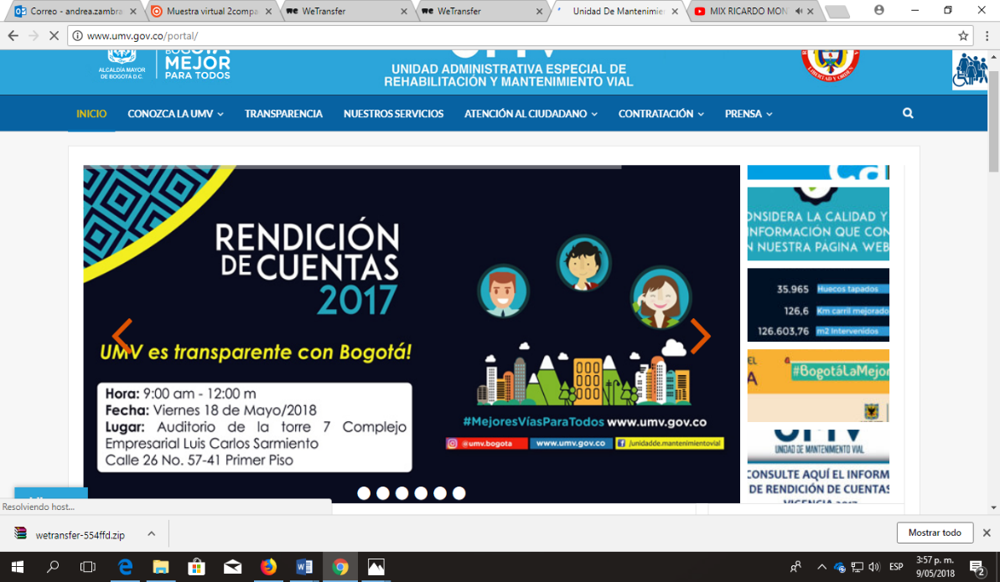 Correo - andrea.zambra
Muestra virtual 2compa
WeTransfer
WeTransfer
Unidad De Mantenimie
MIX RICARDO MON
www.umv.gov.co/portal/
ALCALDÍA MAYOR
DE BOGOTÁ D.C.
MEJOR
PARA TODOS
UNIDAD ADMINISTRATIVA ESPECIAL DE
REHABILITACIÓN Y MANTENIMIENTO VIAL
INICIO CONOZCA LA UMV TRANSPARENCIA NUESTROS SERVICIOS ATENCIÓN AL CIUDADANO CONTRATACIÓN PRENSA
RENDICIÓN
DE CUENTAS
2017
UMV es transparente con Bogotá!
Hora: 9:00 am - 12:00 m
Fecha: Viernes 18 de Mayo/2018
Lugar: Auditorio de la torre 7 Complejo
Empresarial Luis Carlos Sarmiento
Calle 26 No. 57-41 Primer Piso
#MejoresVíasParaTodos www.umv.gov.co
@umv.bogota www.umv.gov.co /unidadde.mantenimientovial
ONSIDERA LA CALIDAD Y
INFORMACIÓN QUE CON
N NUESTRA PÁGINA WEB
35.965 Huecos tapados
126,6 Km carril mejorado
126.603,76 m2 Intervenidos
EL
A
#BogotáLaMejor
UMV
UNIDAD DE MANTENIMIENTO VIAL
CONSULTE AQUÍ EL INFORM
DE RENDICIÓN DE CUENTAS
VIGENCIA 2017
Resolviendo host...
wetransfer-554ffd.zip
Mostrar todo
ESP
3:57 p. m.
9/05/2018
2